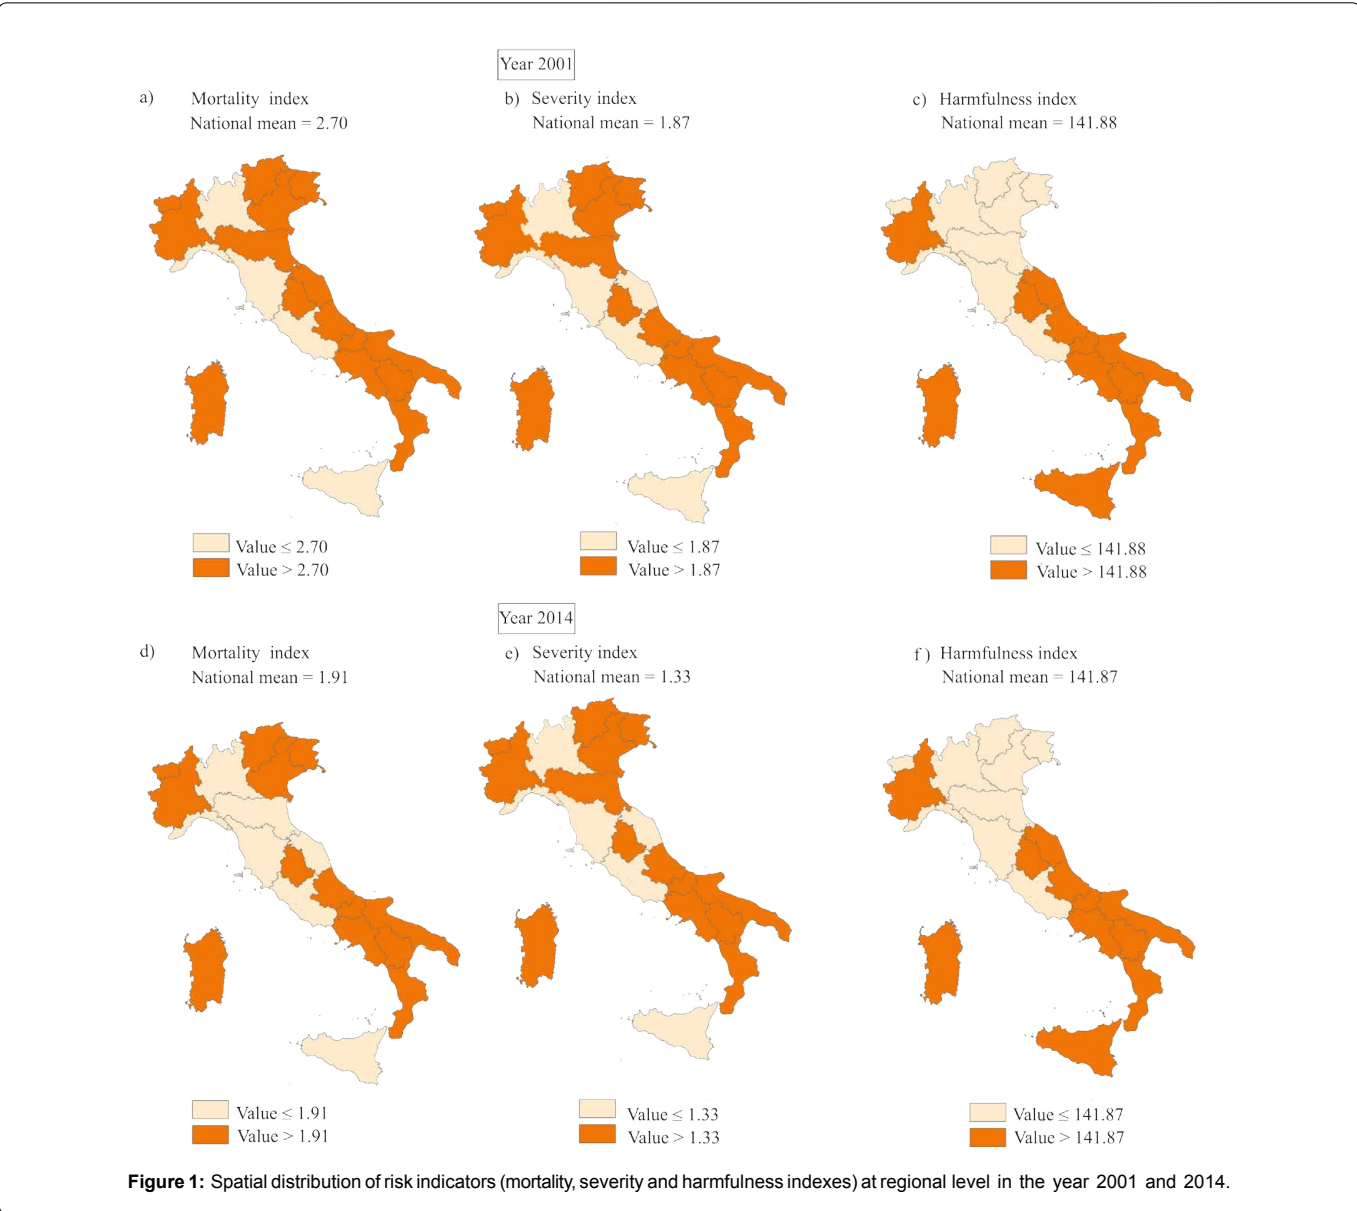 Year 2001
a) Mortality index
National mean = 2.70
b) Severity index
National mean = 1.87
c) Harmfulness index
National mean = 141.88
Value ≤ 2.70
Value > 2.70
Value ≤ 1.87
Value > 1.87
Value ≤ 141.88
Value > 141.88
Year 2014
d) Mortality index
National mean = 1.91
e) Severity index
National mean = 1.33
f) Harmfulness index
National mean = 141.87
Value ≤ 1.91
Value > 1.91
Value ≤ 1.33
Value > 1.33
Value ≤ 141.87
Value > 141.87
Figure 1: Spatial distribution of risk indicators (mortality, severity and harmfulness indexes) at regional level in the year 2001 and 2014.